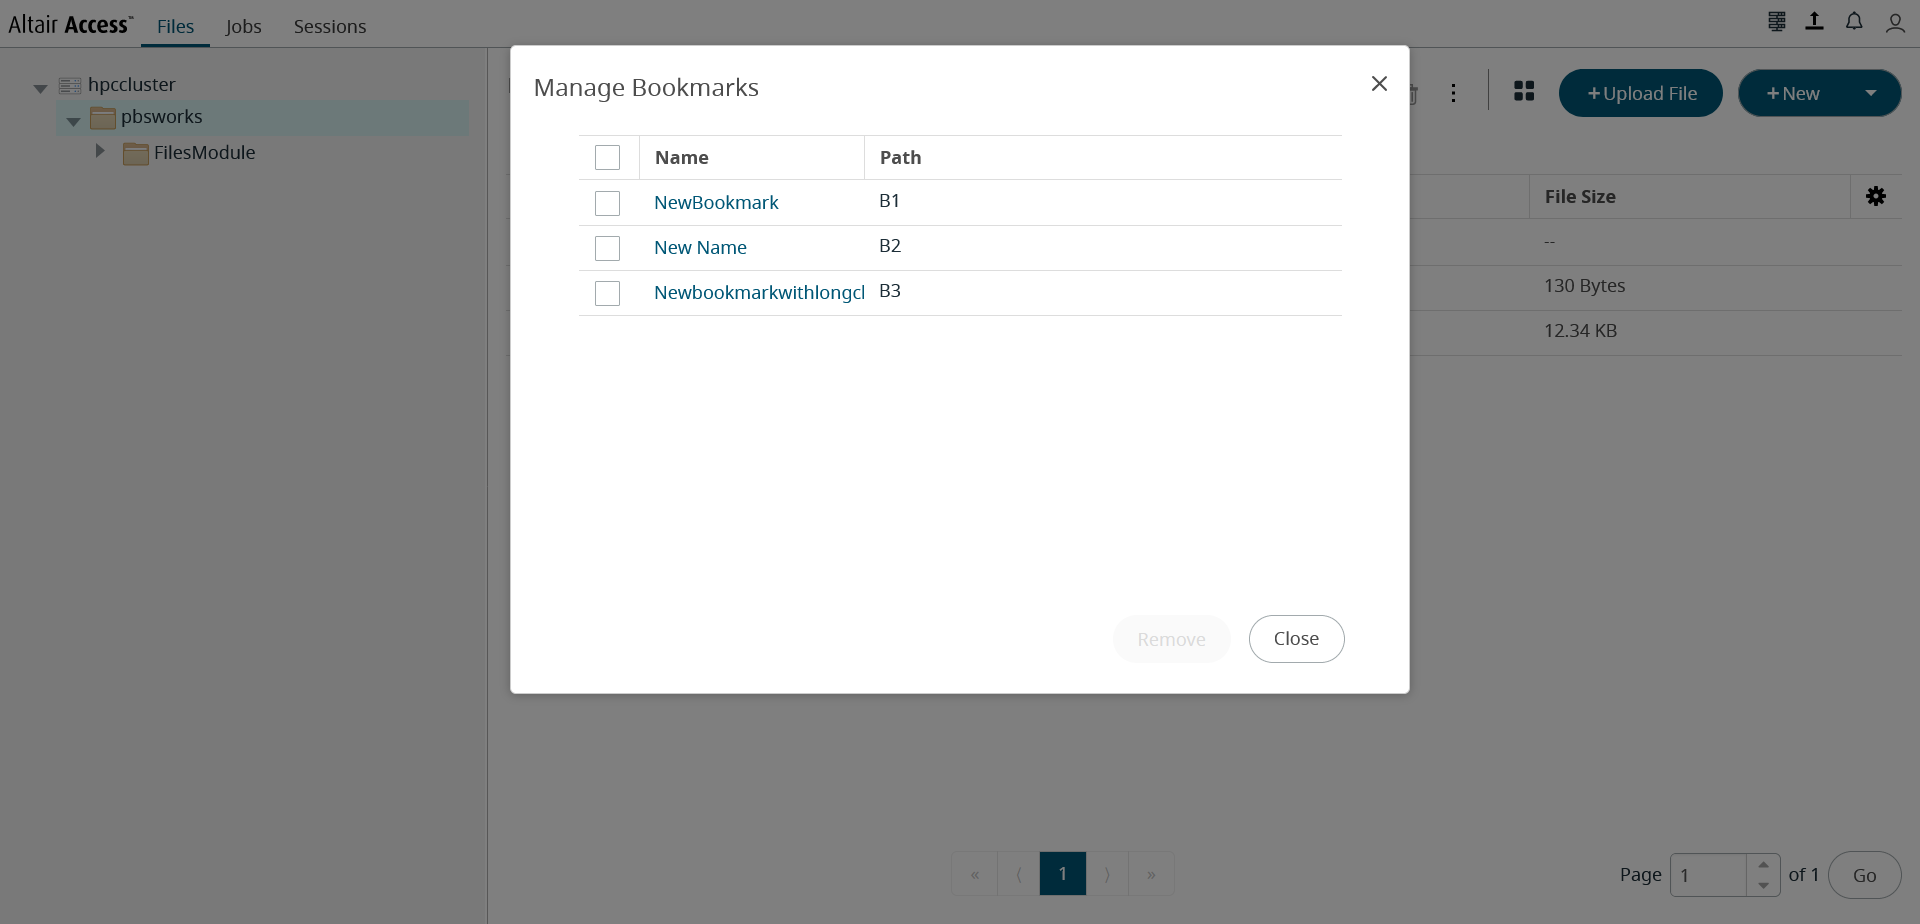 Altair Access™ Files Jobs Sessions
hpccluster
pbsworks
FilesModule
Manage Bookmarks
Name Path
NewBookmark B1
New Name B2
Newbookmarkwithlongcl B3
Remove Close
+Upload File +New
File Size
--
130 Bytes
12.34 KB
« ⟨ 1 ⟩ » Page 1 of 1 Go